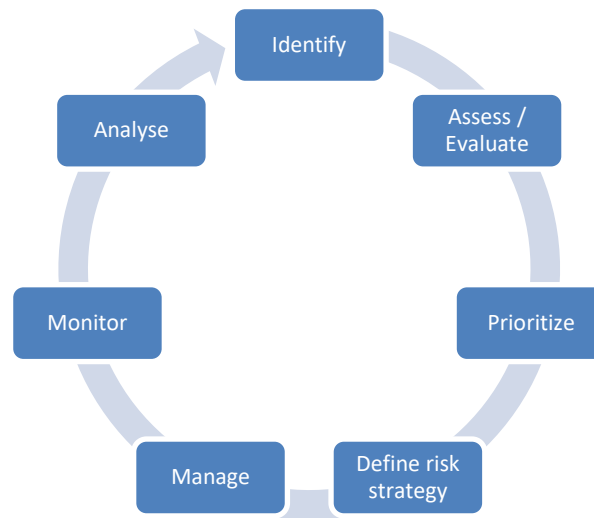 Identify
Assess /
Evaluate
Prioritize
Define risk
strategy
Manage
Monitor
Analyse